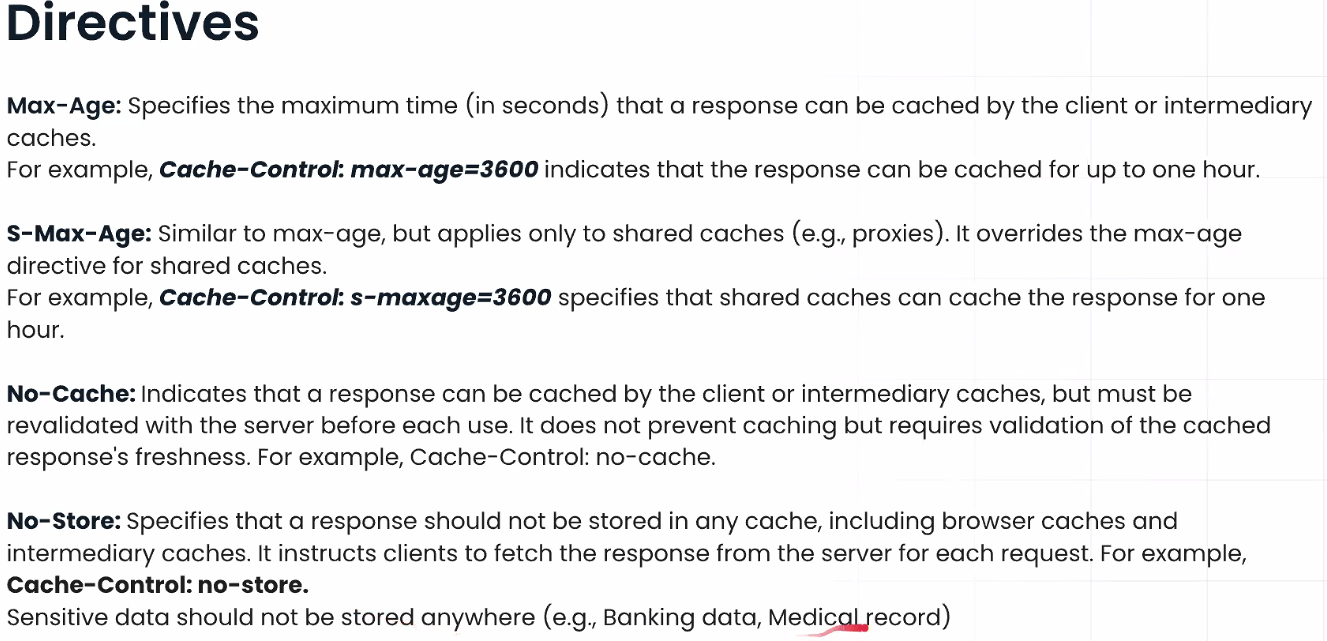 Directives
Max-Age: Specifies the maximum time (in seconds) that a response can be cached by the client or intermediary
caches.
For example, Cache-Control: max-age=3600 indicates that the response can be cached for up to one hour.
S-Max-Age: Similar to max-age, but applies only to shared caches (e.g., proxies). It overrides the max-age
directive for shared caches.
For example, Cache-Control: s-maxage=3600 specifies that shared caches can cache the response for one
hour.
No-Cache: Indicates that a response can be cached by the client or intermediary caches, but must be
revalidated with the server before each use. It does not prevent caching but requires validation of the cached
response's freshness. For example, Cache-Control: no-cache.
No-Store: Specifies that a response should not be stored in any cache, including browser caches and
intermediary caches. It instructs clients to fetch the response from the server for each request. For example,
Cache-Control: no-store.
Sensitive data should not be stored anywhere (e.g., Banking data, Medical record)